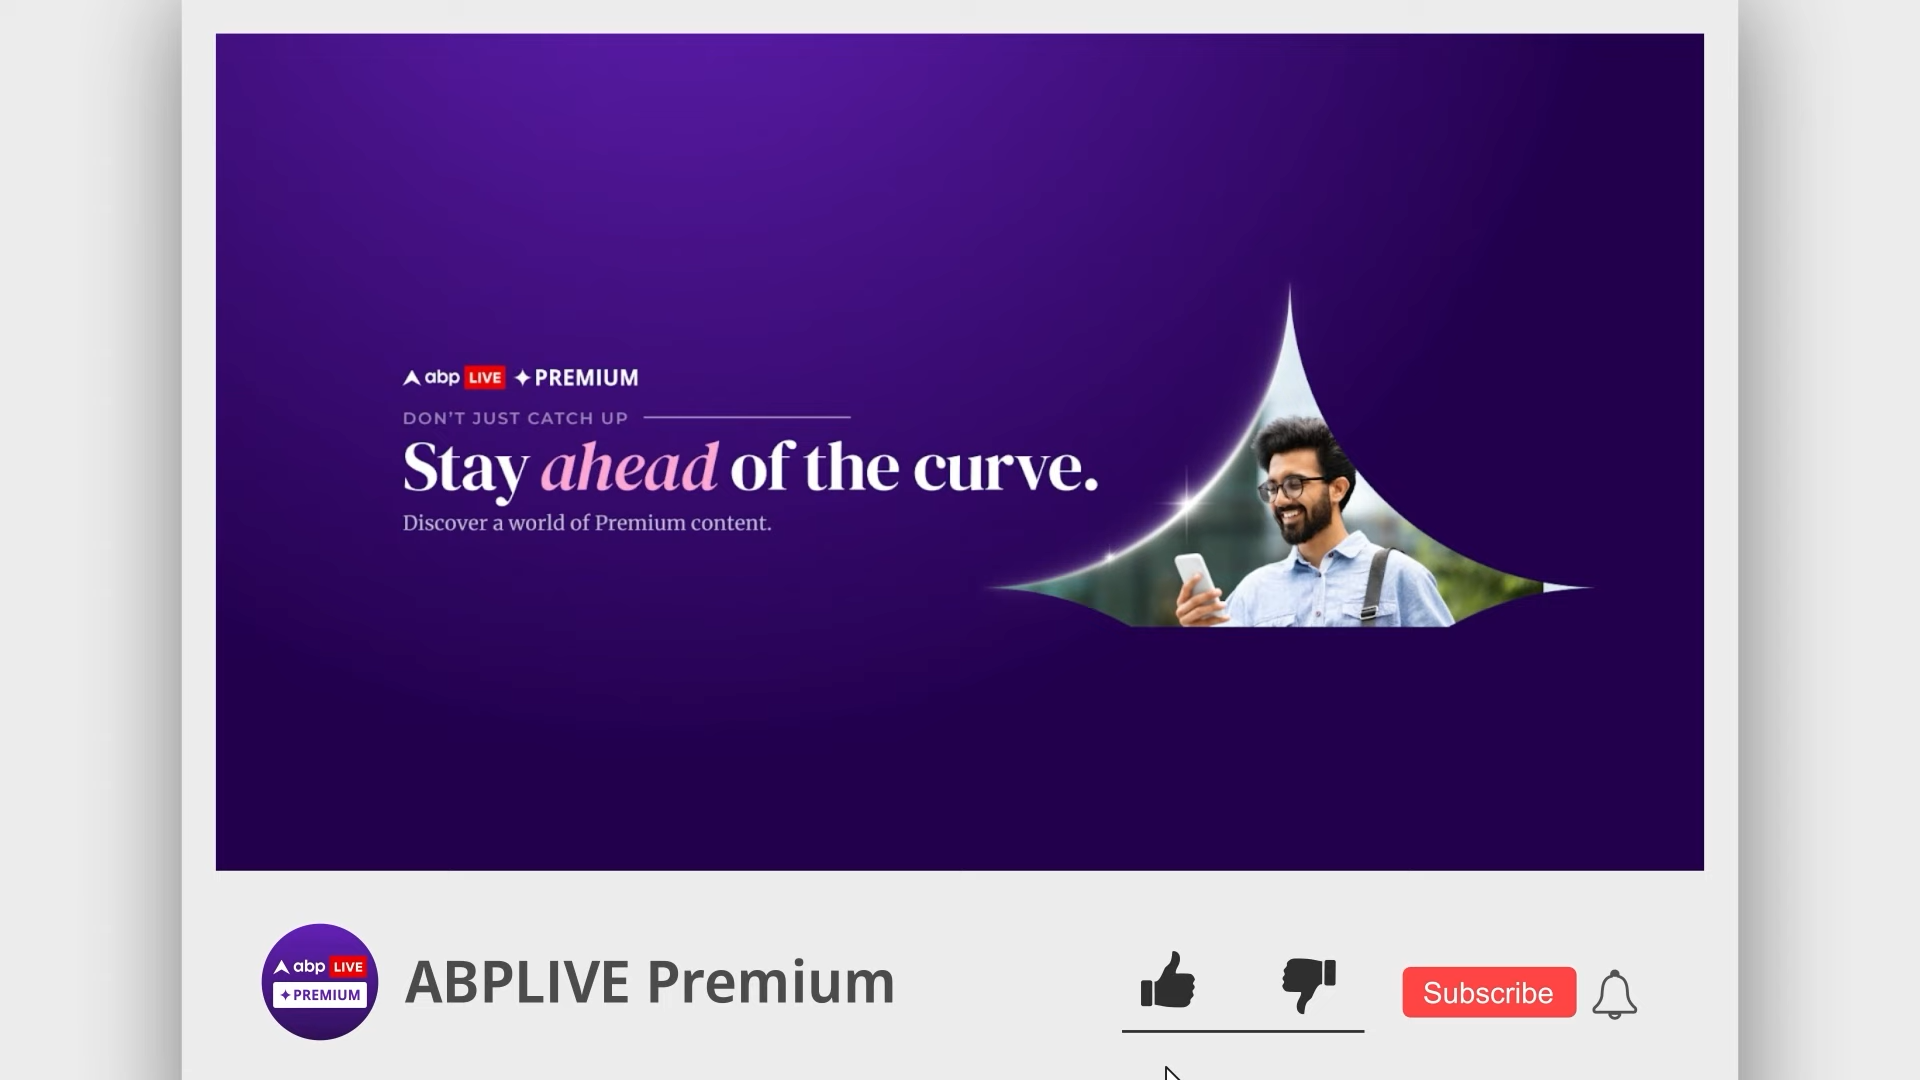 abp LIVE PREMIUM
DON'T JUST CATCH UP
Stay ahead of the curve.
Discover a world of Premium content.
abp LIVE
PREMIUM
ABPLIVE Premium
Subscribe